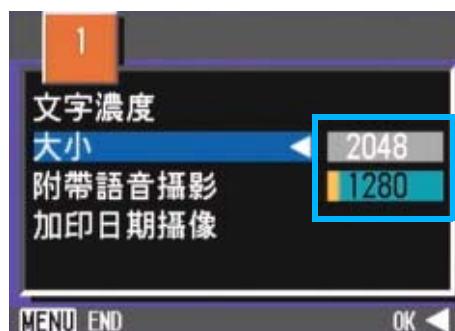 1
文字濃度
大小 ◀ 2048
附帶語音攝影 1280
加印日期攝像
MENU END OK ◀